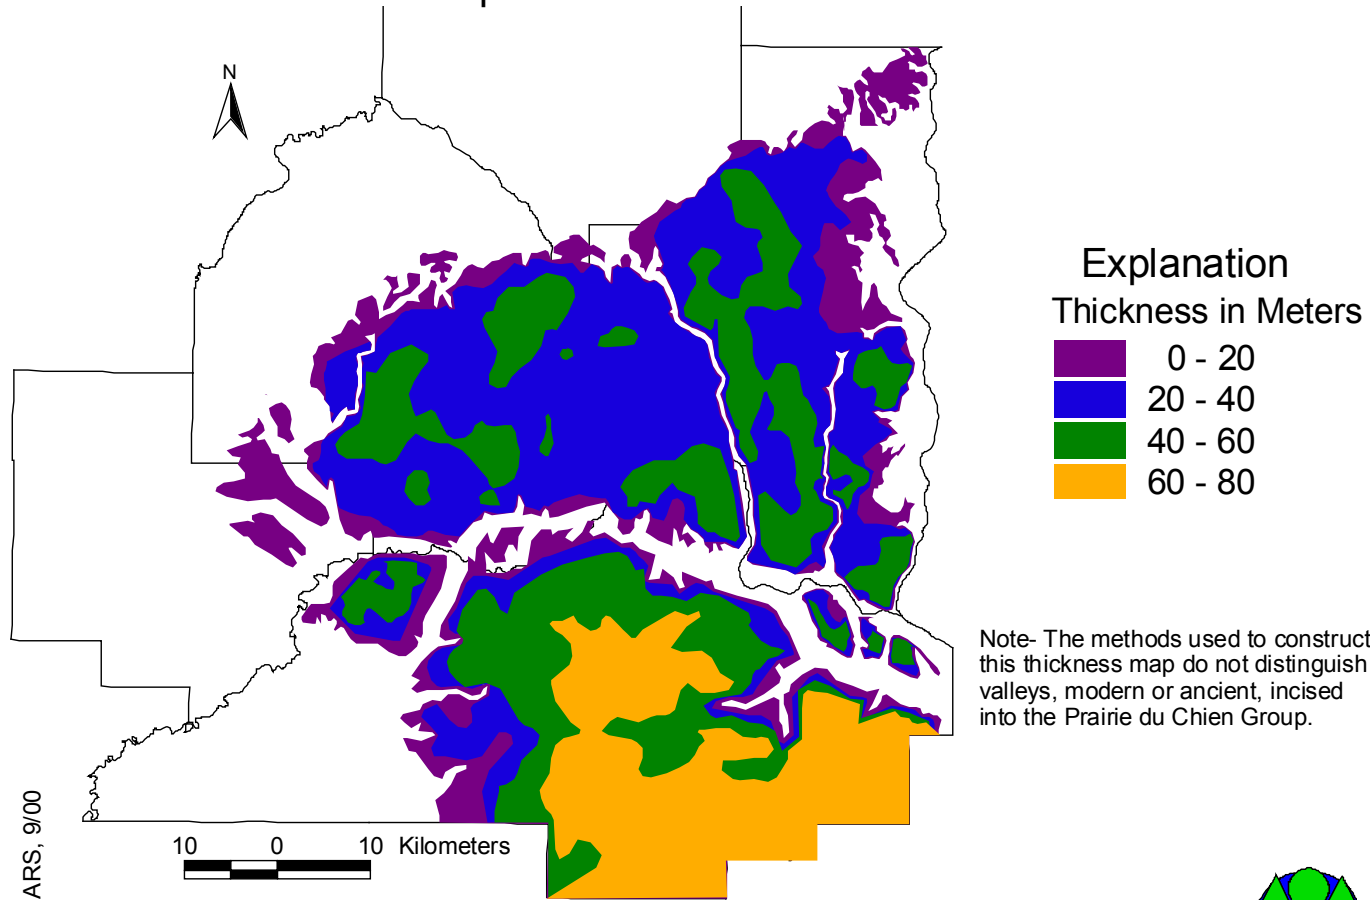 N
Explanation
Thickness in Meters
0 - 20
20 - 40
40 - 60
60 - 80
Note- The methods used to construct
this thickness map do not distinguish
valleys, modern or ancient, incised
into the Prairie du Chien Group.
ARS, 9/00
10 0 10 Kilometers